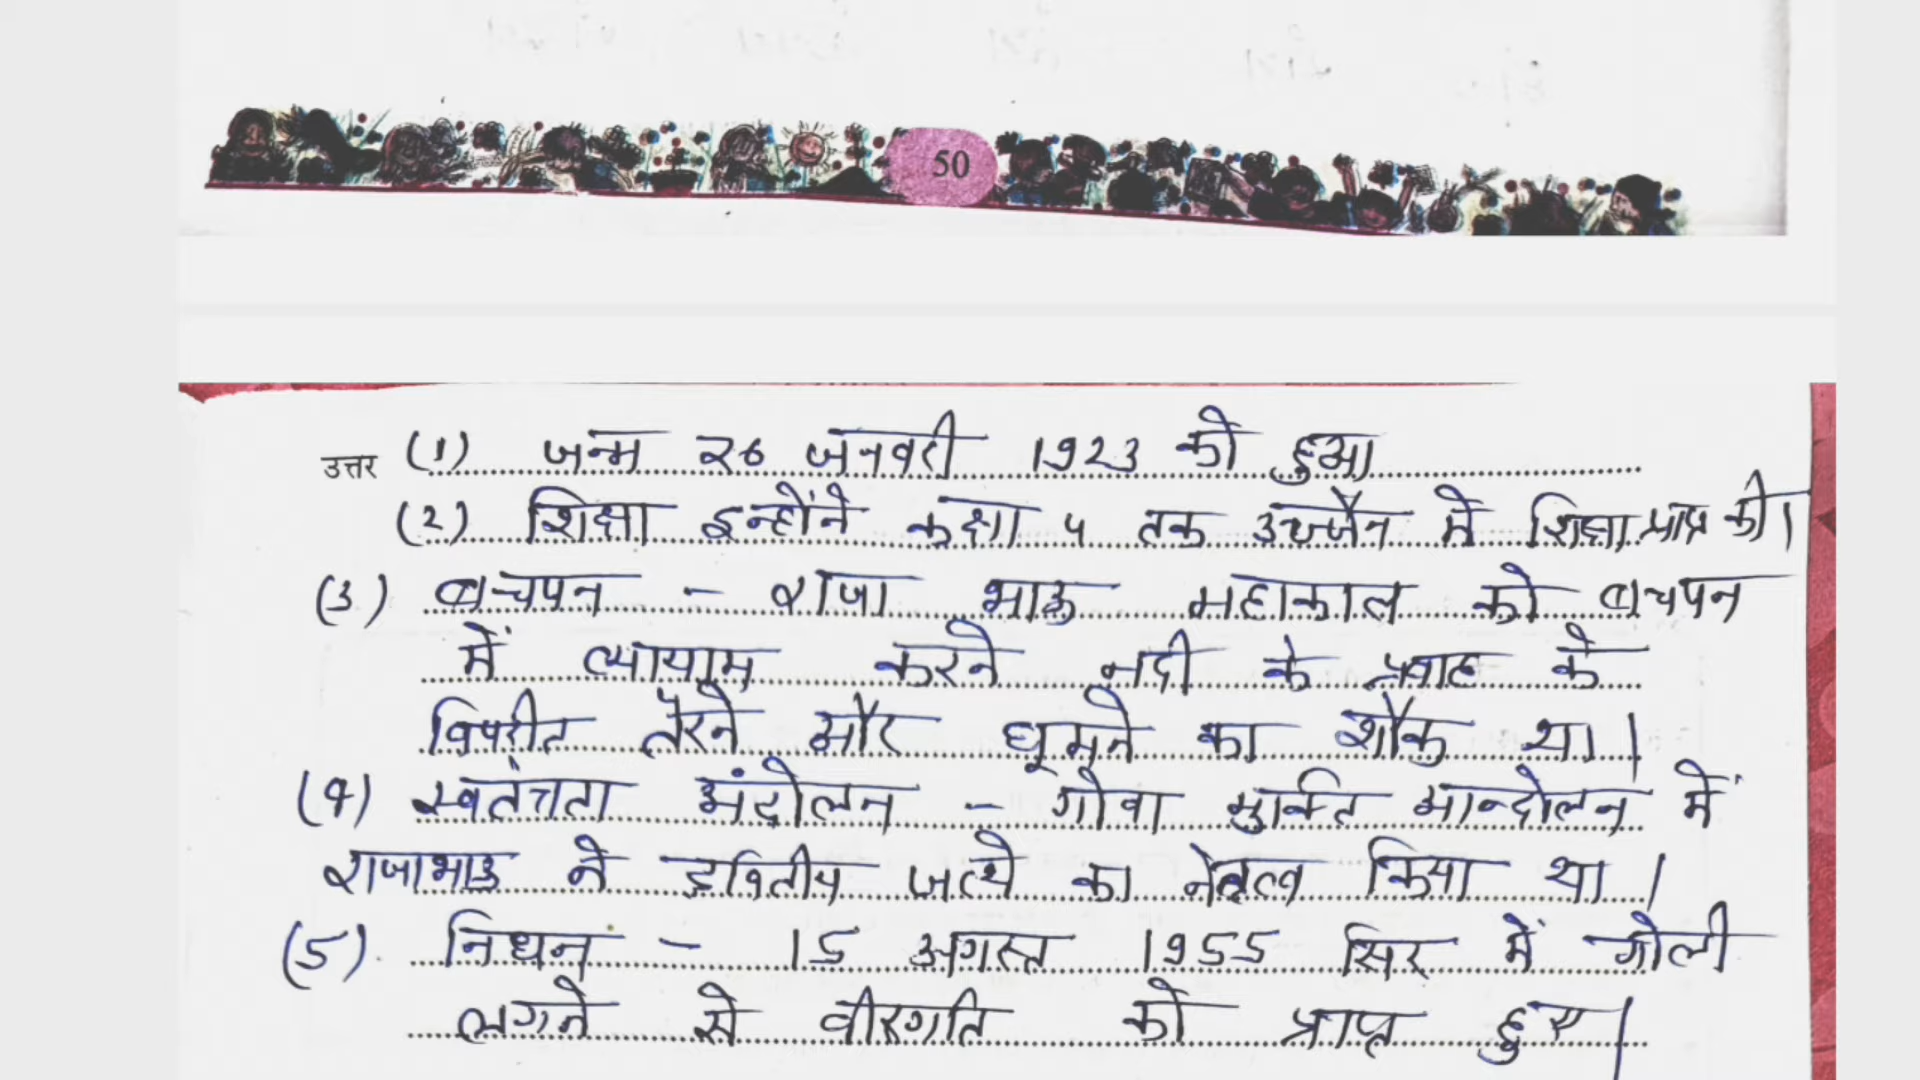 50
उत्तर (1) जन्म 26 जनवरी 1923 को हुआ
(2) शिक्षा इन्होंने कक्षा 5 तक उज्जैन में शिक्षा प्राप्त की।
(3) बचपन - राजा भाऊ महाकाल को बचपन
में व्यायाम करने नदी के प्रवाह के
विपरीत तैरने और घूमने का शौक था।
(4) स्वतंत्रता अंदोलन - गोवा मुक्ति आन्दोलन में
राजाभाऊ ने द्वितीय जत्थे का नेतृत्व किया था।
(5) निधन - 15 अगस्त 1955 सिर में गोली
लगने से वीरगति को प्राप्त हुए।